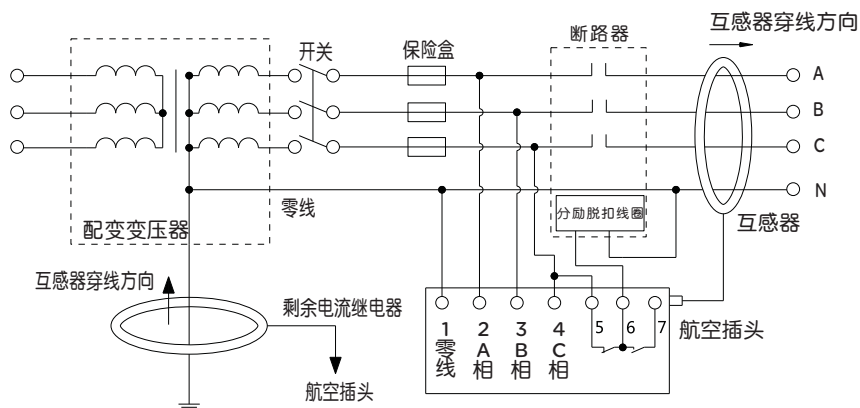 互感器穿线方向
断路器
开关
保险盒
A
B
C
N
零线
分励脱扣线圈
配变变压器
互感器
互感器穿线方向
剩余电流继电器
航空插头
1 2 3 4 5 6 7
零线 A相 B相 C相
航空插头